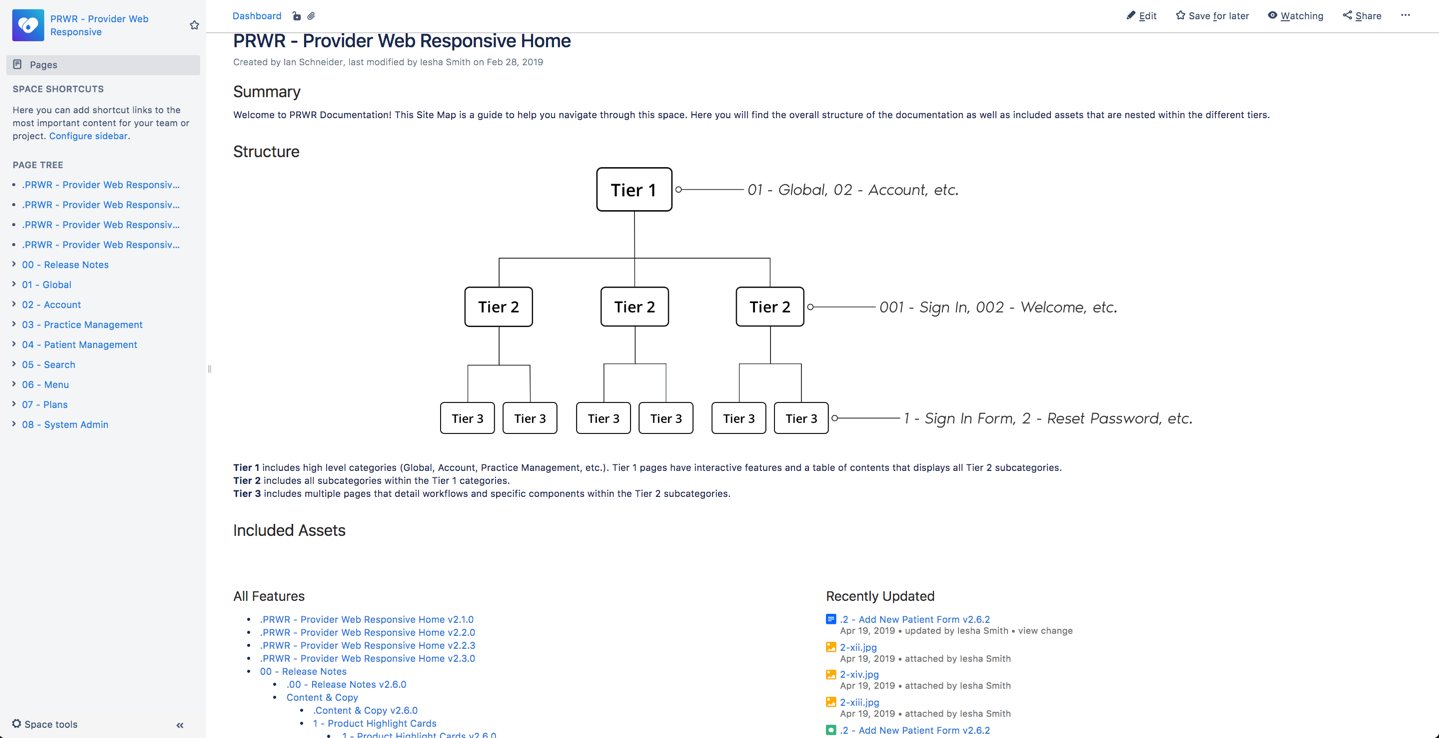 PRWR - Provider Web
Responsive
Pages
SPACE SHORTCUTS
Here you can add shortcut links to the
most important content for your team or
project. Configure sidebar.
PAGE TREE
.PRWR - Provider Web Responsiv...
.PRWR - Provider Web Responsiv...
.PRWR - Provider Web Responsiv...
.PRWR - Provider Web Responsiv...
00 - Release Notes
01 - Global
02 - Account
03 - Practice Management
04 - Patient Management
05 - Search
06 - Menu
07 - Plans
08 - System Admin
Space tools
Dashboard
Edit Save for later Watching Share
PRWR - Provider Web Responsive Home
Created by Ian Schneider, last modified by Iesha Smith on Feb 28, 2019
Summary
Welcome to PRWR Documentation! This Site Map is a guide to help you navigate through this space. Here you will find the overall structure of the documentation as well as included assets that are nested within the different tiers.
Structure
Tier 1 01 - Global, 02 - Account, etc.
Tier 2 Tier 2 Tier 2 001 - Sign In, 002 - Welcome, etc.
Tier 3 Tier 3 Tier 3 Tier 3 Tier 3 Tier 3 1 - Sign In Form, 2 - Reset Password, etc.
Tier 1 includes high level categories (Global, Account, Practice Management, etc.). Tier 1 pages have interactive features and a table of contents that displays all Tier 2 subcategories.
Tier 2 includes all subcategories within the Tier 1 categories.
Tier 3 includes multiple pages that detail workflows and specific components within the Tier 2 subcategories.
Included Assets
All Features
.PRWR - Provider Web Responsive Home v2.1.0
.PRWR - Provider Web Responsive Home v2.2.0
.PRWR - Provider Web Responsive Home v2.2.3
.PRWR - Provider Web Responsive Home v2.3.0
00 - Release Notes
.00 - Release Notes v2.6.0
Content & Copy
.Content & Copy v2.6.0
1 - Product Highlight Cards
.1 - Product Highlight Cards v2.6.0
Recently Updated
.2 - Add New Patient Form v2.6.2
Apr 19, 2019 • updated by Iesha Smith • view change
2-xii.jpg
Apr 19, 2019 • attached by Iesha Smith
2-xiv.jpg
Apr 19, 2019 • attached by Iesha Smith
2-xiii.jpg
Apr 19, 2019 • attached by Iesha Smith
.2 - Add New Patient Form v2.6.2